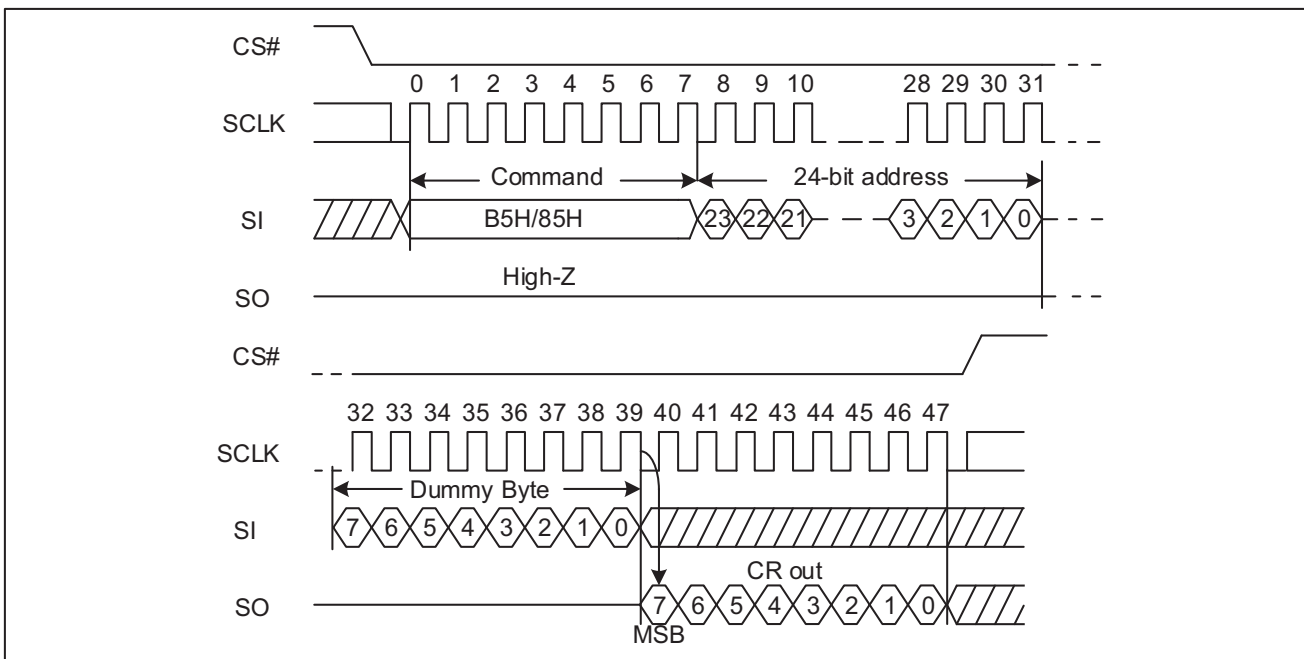 CS#
0 1 2 3 4 5 6 7 8 9 10 28 29 30 31
SCLK
Command 24-bit address
SI B5H/85H 23 22 21 3 2 1 0
High-Z
SO
CS#
32 33 34 35 36 37 38 39 40 41 42 43 44 45 46 47
SCLK
Dummy Byte
SI 7 6 5 4 3 2 1 0
CR out
SO 7 6 5 4 3 2 1 0
MSB